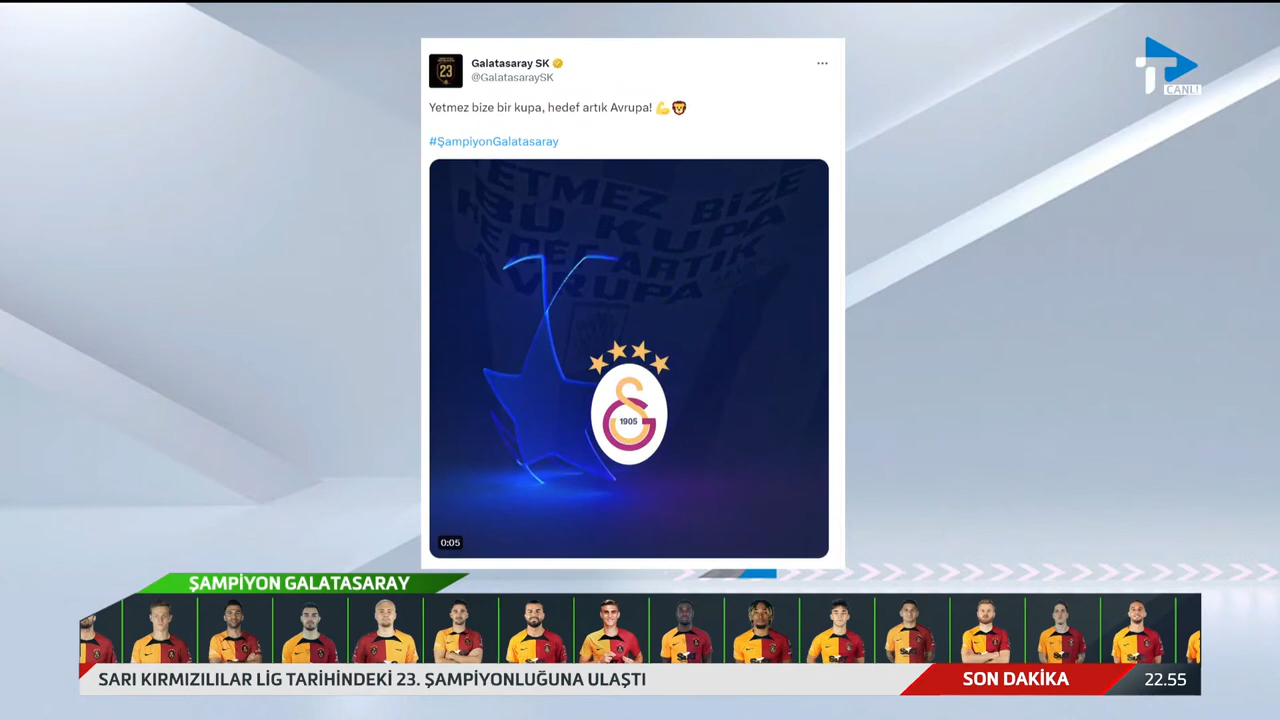 Galatasaray SK
@GalatasaraySK
23
Yetmez bize bir kupa, hedef artık Avrupa! 💪🦁
#ŞampiyonGalatasaray
YETMEZ BİZE
BU KUPA
HEDEF ARTIK
AVRUPA
1905
0:05
T
CANLI
ŞAMPİYON GALATASARAY
SARI KIRMIZILILAR LİG TARİHİNDEKİ 23. ŞAMPİYONLUĞUNA ULAŞTI
SON DAKİKA
22.55